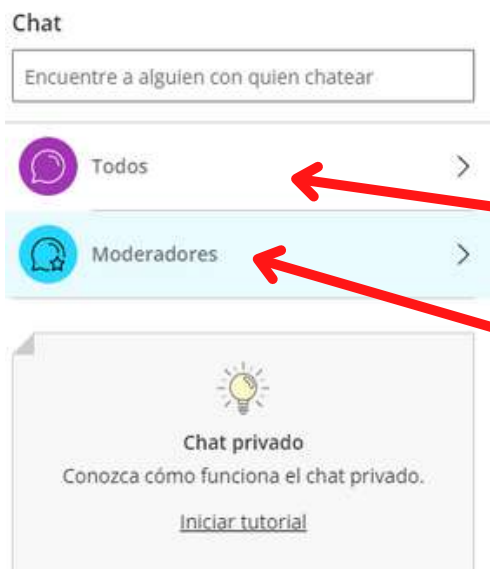 Chat
Encuentre a alguien con quien chatear
Todos
Moderadores
Chat privado
Conozca cómo funciona el chat privado.
Iniciar tutorial